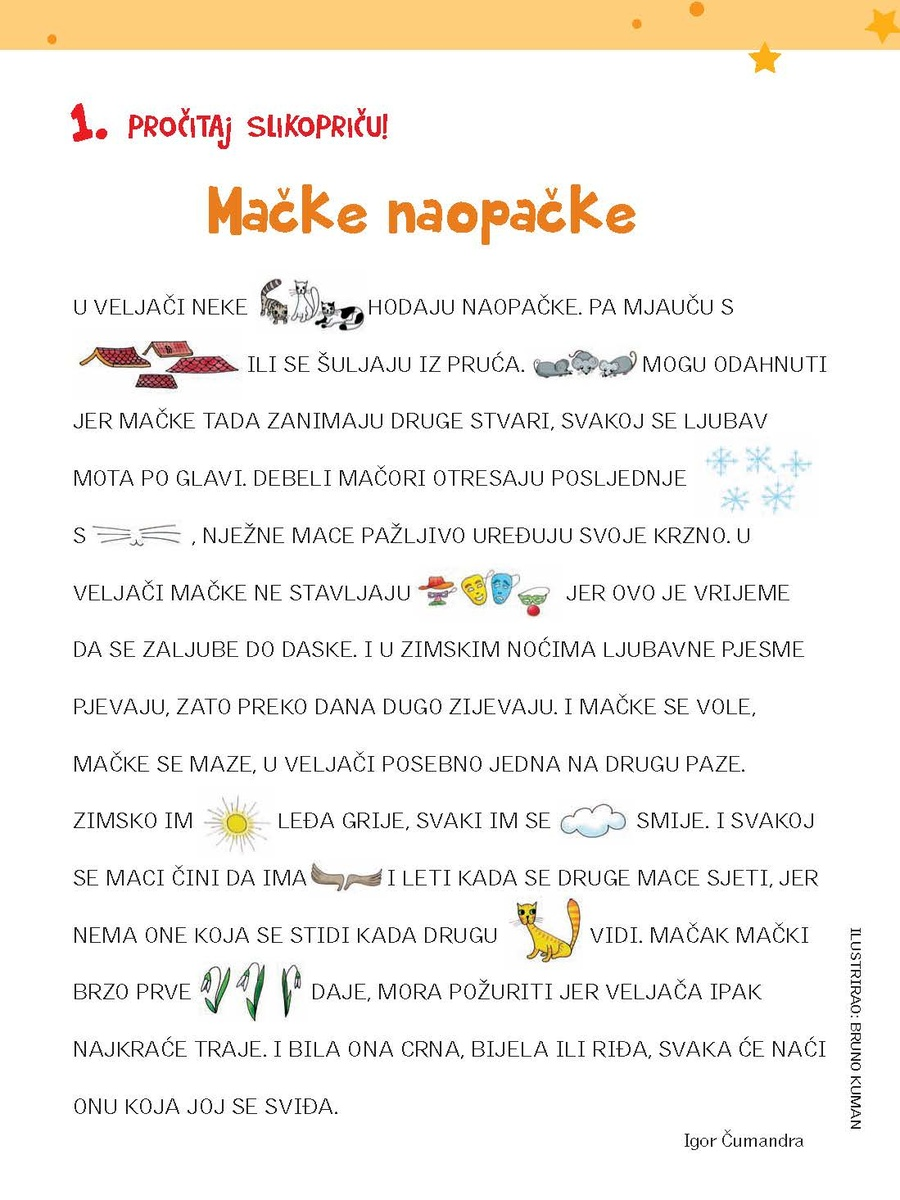 1. PROČITAj SLIKOPRIČU!
Mačke naopačke
U VELJAČI NEKE HODAJU NAOPAČKE. PA MJAUČU S
ILI SE ŠULJAJU IZ PRUĆA. MOGU ODAHNUTI
JER MAČKE TADA ZANIMAJU DRUGE STVARI, SVAKOJ SE LJUBAV
MOTA PO GLAVI. DEBELI MAČORI OTRESAJU POSLJEDNJE
S , NJEŽNE MACE PAŽLJIVO UREĐUJU SVOJE KRZNO. U
VELJAČI MAČKE NE STAVLJAJU JER OVO JE VRIJEME
DA SE ZALJUBE DO DASKE. I U ZIMSKIM NOĆIMA LJUBAVNE PJESME
PJEVAJU, ZATO PREKO DANA DUGO ZIJEVAJU. I MAČKE SE VOLE,
MAČKE SE MAZE, U VELJAČI POSEBNO JEDNA NA DRUGU PAZE.
ZIMSKO IM LEĐA GRIJE, SVAKI IM SE SMIJE. I SVAKOJ
SE MACI ČINI DA IMA I LETI KADA SE DRUGE MACE SJETI, JER
NEMA ONE KOJA SE STIDI KADA DRUGU VIDI. MAČAK MAČKI
BRZO PRVE DAJE, MORA POŽURITI JER VELJAČA IPAK
NAJKRAĆE TRAJE. I BILA ONA CRNA, BIJELA ILI RIĐA, SVAKA ĆE NAĆI
ONU KOJA JOJ SE SVIĐA.
Igor Čumandra
ILUSTRIRAO: BRUNO KUMAN